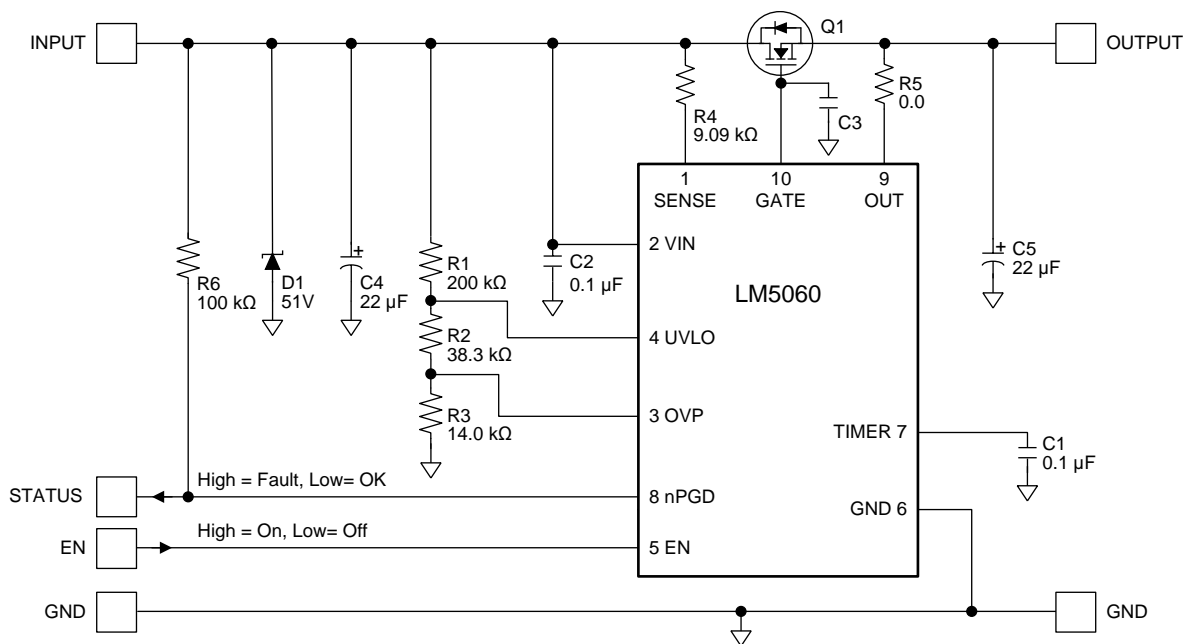 INPUT
Q1
OUTPUT
R4
9.09 kΩ
C3
R5
0.0
1
SENSE
10
GATE
9
OUT
R6
100 kΩ
D1
51V
C4
22 µF
R1
200 kΩ
R2
38.3 kΩ
R3
14.0 kΩ
C2
0.1 µF
2 VIN
LM5060
C5
22 µF
4 UVLO
3 OVP
TIMER 7
C1
0.1 µF
STATUS
High = Fault, Low= OK
8 nPGD
GND 6
EN
High = On, Low= Off
5 EN
GND
GND
+
+